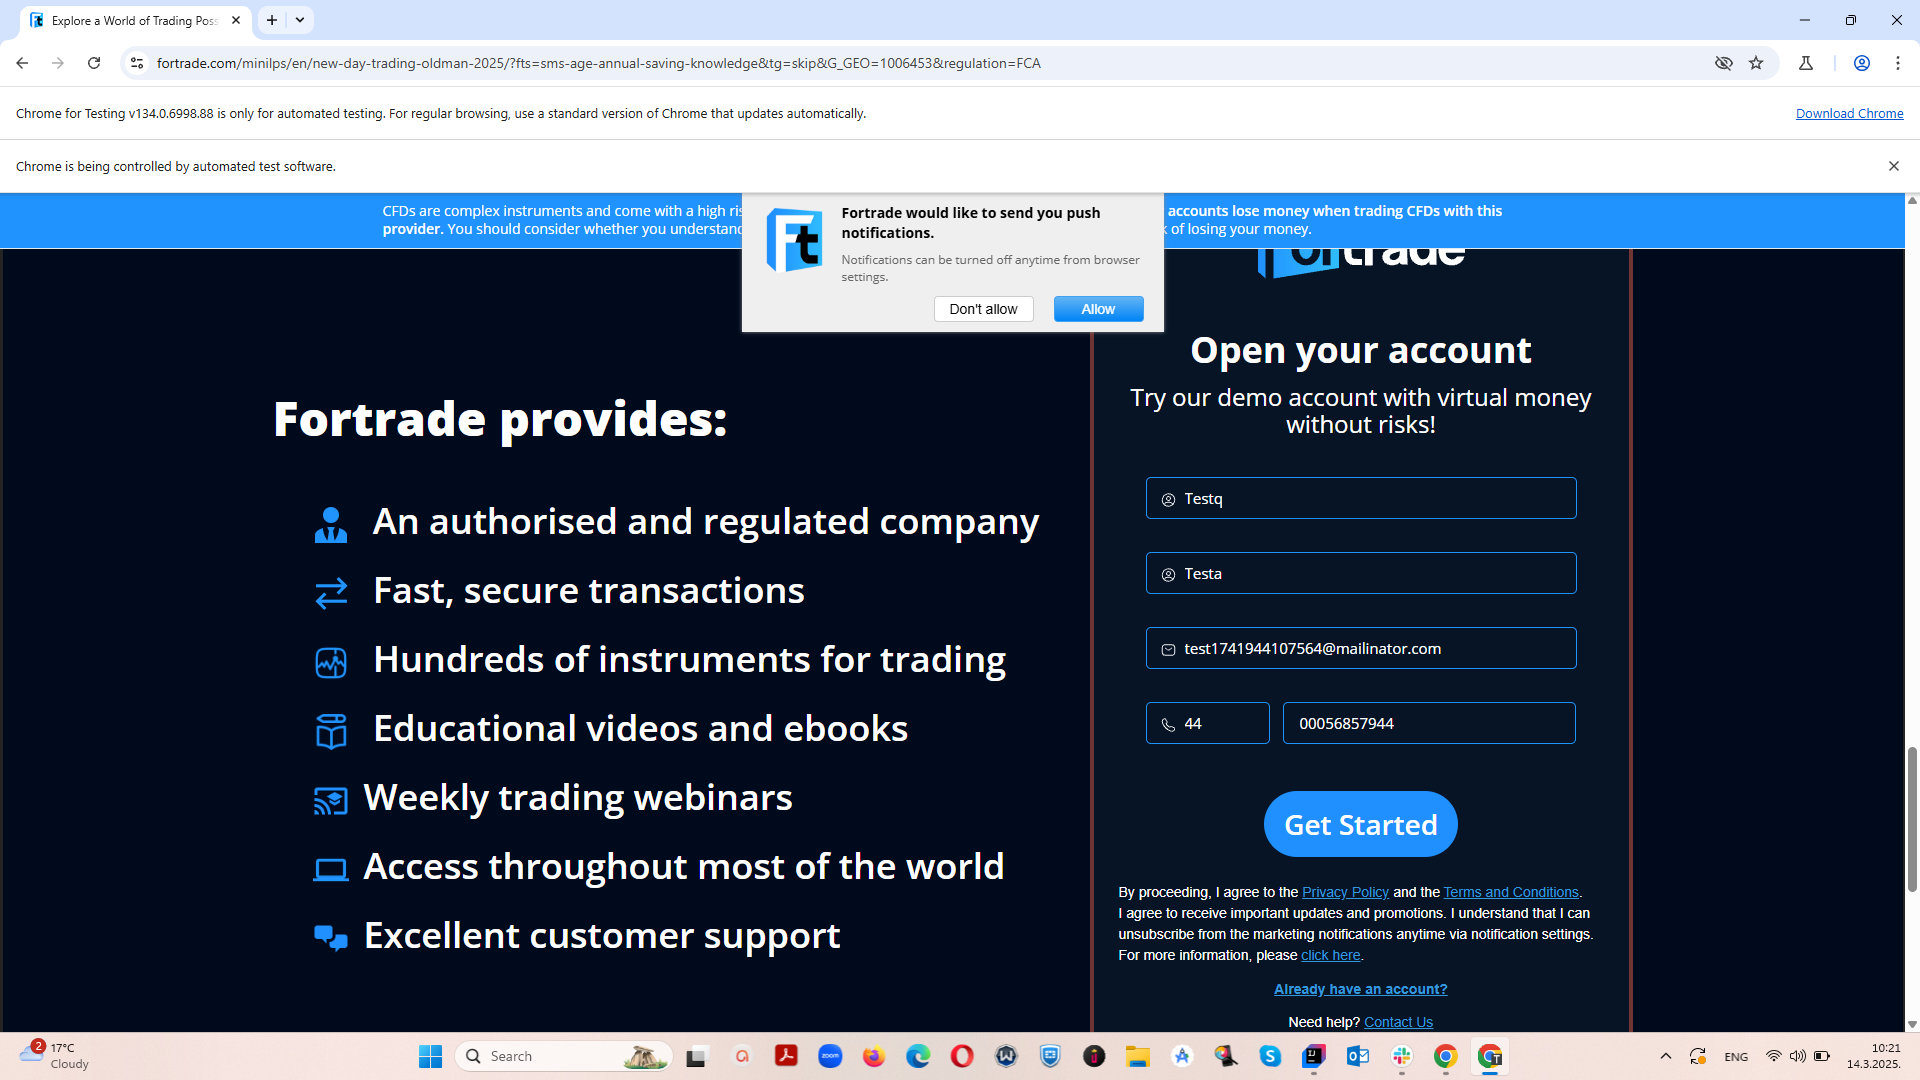 Explore a World of Trading Poss
fortrade.com/minilps/en/new-day-trading-oldman-2025/?fts=sms-age-annual-saving-knowledge&tg=skip&G_GEO=1006453&regulation=FCA
Chrome for Testing v134.0.6998.88 is only for automated testing. For regular browsing, use a standard version of Chrome that updates automatically.
Download Chrome
Chrome is being controlled by automated test software.
CFDs are complex instruments and come with a high
accounts lose money when trading CFDs with this
provider. You should consider whether you
of losing your money.
Fortrade would like to send you push
notifications.
Notifications can be turned off anytime from browser
settings.
Don't allow
Allow
Ft
Fortrade provides:
An authorised and regulated company
Fast, secure transactions
Hundreds of instruments for trading
Educational videos and ebooks
Weekly trading webinars
Access throughout most of the world
Excellent customer support
fortrade
Open your account
Try our demo account with virtual money
without risks!
Testq
Testa
test1741944107564@mailinator.com
44
00056857944
Get Started
By proceeding, I agree to the Privacy Policy and the Terms and Conditions.
I agree to receive important updates and promotions. I understand that I can
unsubscribe from the marketing notifications anytime via notification settings.
For more information, please click here.
Already have an account?
Need help? Contact Us
2
17°C
Cloudy
Search
zoom
ENG
10:21
14.3.2025.